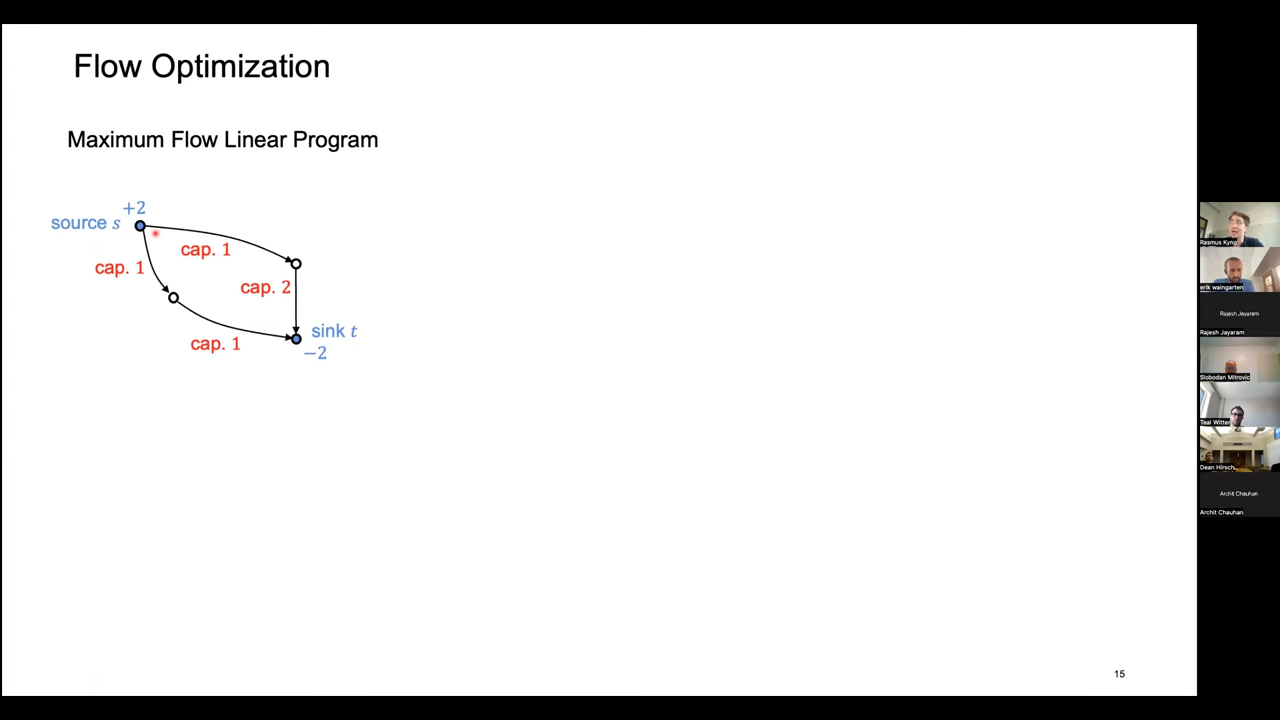 Flow Optimization
Maximum Flow Linear Program
+2
source s
cap. 1
cap. 1
cap. 2
sink t
cap. 1
−2
15
Rasmus Kyng
erik waingarten
Rajesh Jayaram
Rajesh Jayaram
Slobodan Mitrovic
Teal Witter
Dean Hirsch
Archit Chauhan
Archit Chauhan